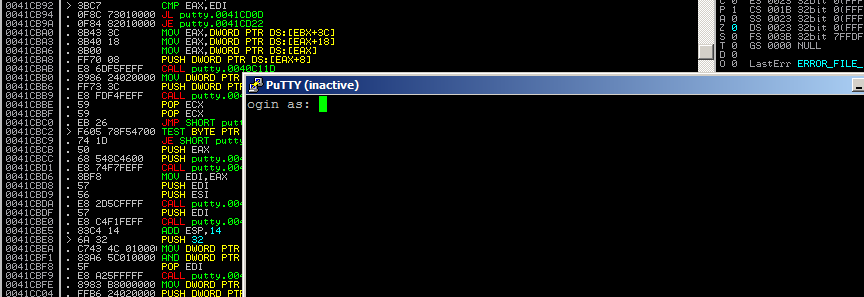 0041CB92 > 3BC7 CMP EAX,EDI
0041CB94 . 0F8C 73010000 JL putty.0041CD0D
0041CB9A . 0F84 82010000 JE putty.0041CD22
0041CBA0 . 8B43 3C MOV EAX,DWORD PTR DS:[EBX+3C]
0041CBA3 . 8B40 18 MOV EAX,DWORD PTR DS:[EAX+18]
0041CBA6 . 8B00 MOV EAX,DWORD PTR DS:[EAX]
0041CBA8 . FF70 08 PUSH DWORD PTR DS:[EAX+8]
0041CBAB . E8 6DF5FEFF CALL putty.0040C11D
0041CBB0 . 8986 24020000 MOV DWORD PTR
0041CBB6 . FF73 3C PUSH DWORD PTR
0041CBB9 . E8 FDF4FEFF CALL putty.004
0041CBBE . 59 POP ECX
0041CBBF . 59 POP ECX
0041CBC0 . EB 26 JMP SHORT put
0041CBC2 > F605 78F54700 TEST BYTE PTR
0041CBC9 . 74 1D JE SHORT putt
0041CBCB . 50 PUSH EAX
0041CBCC . 68 548C4600 PUSH putty.004
0041CBD1 . E8 74F7FEFF CALL putty.004
0041CBD6 . 8BF8 MOV EDI,EAX
0041CBD8 . 57 PUSH EDI
0041CBD9 . 56 PUSH ESI
0041CBDA . E8 2D5CFFFF CALL putty.004
0041CBDF . 57 PUSH EDI
0041CBE0 . E8 C4F1FEFF CALL putty.004
0041CBE5 . 83C4 14 ADD ESP,14
0041CBE8 > 6A 32 PUSH 32
0041CBEA . C743 4C 010000 MOV DWORD PTR
0041CBF1 . 83A6 5C010000 AND DWORD PTR
0041CBF8 . 5F POP EDI
0041CBF9 . E8 A25FFFFF CALL putty.004
0041CBFE . 8983 B8000000 MOV DWORD PTR
0041CC04 . FFB6 24020000 PUSH DWORD PTR
C 0 ES 0023 32bit 0(FFF
P 1 CS 001B 32bit 0(FFF
A 0 SS 0023 32bit 0(FFF
Z 0 DS 0023 32bit 0(FFF
S 0 FS 003B 32bit 7FFDF
T 0 GS 0000 NULL
D 0
O 0 LastErr ERROR_FILE_
PuTTY (inactive)
ogin as: